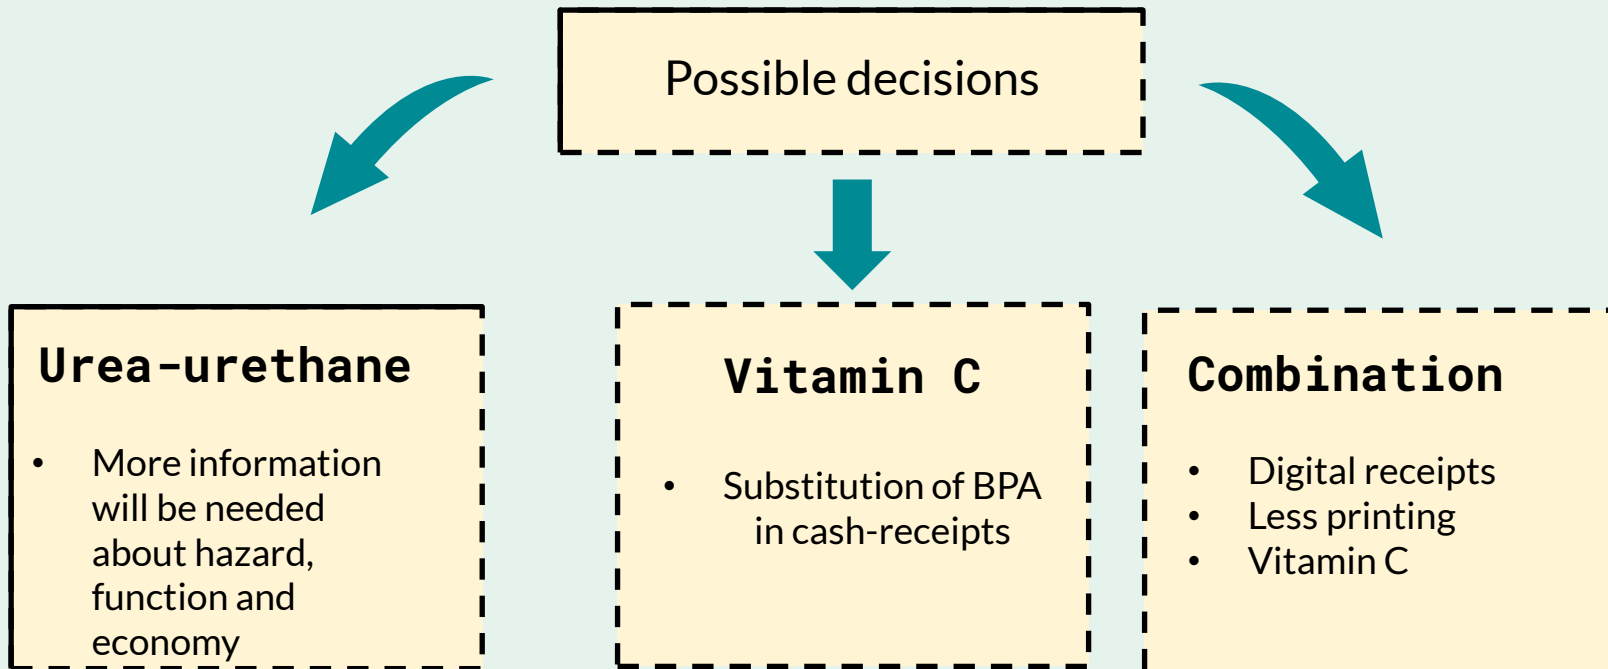 Possible decisions
Urea-urethane
• More information
will be needed
about hazard,
function and
economy
Vitamin C
• Substitution of BPA
in cash-receipts
Combination
• Digital receipts
• Less printing
• Vitamin C